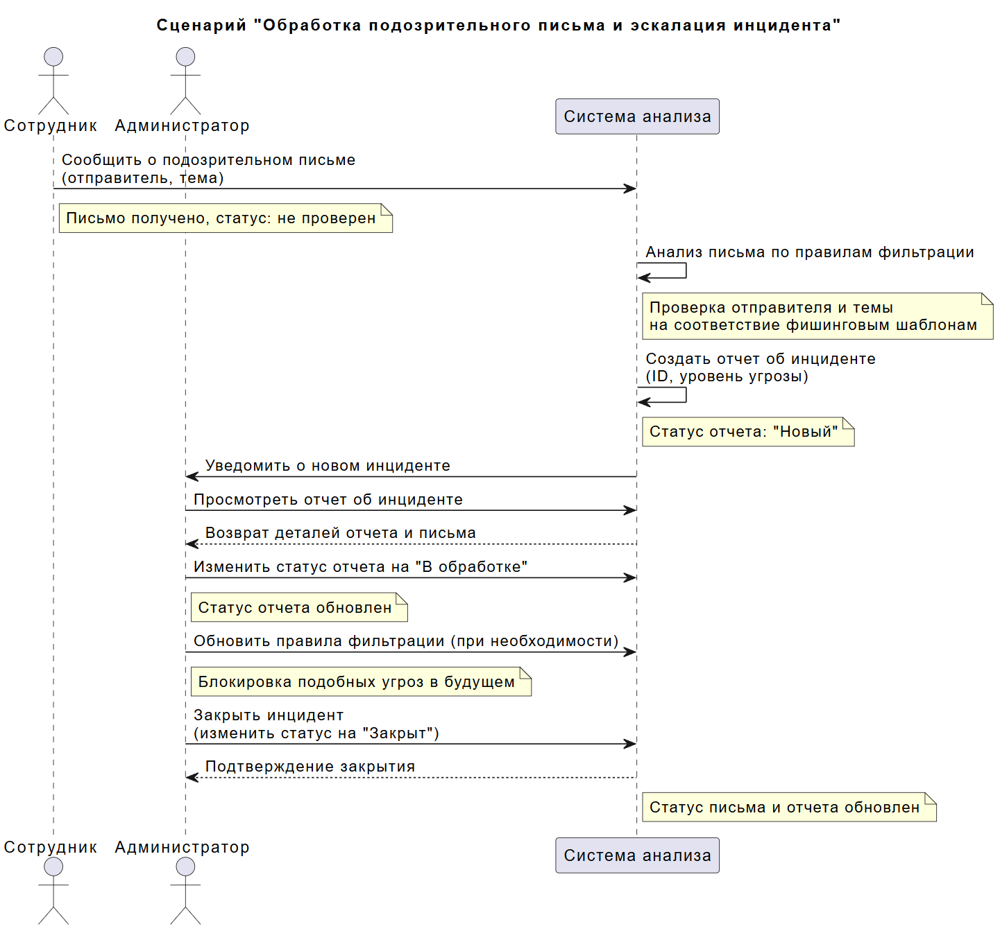 Сценарий "Обработка подозрительного письма и эскалация инцидента"
Сотрудник
Администратор
Система анализа
Сообщить о подозрительном письме
(отправитель, тема)
Письмо получено, статус: не проверен
Анализ письма по правилам фильтрации
Проверка отправителя и темы
на соответствие фишинговым шаблонам
Создать отчет об инциденте
(ID, уровень угрозы)
Статус отчета: "Новый"
Уведомить о новом инциденте
Просмотреть отчет об инциденте
Возврат деталей отчета и письма
Изменить статус отчета на "В обработке"
Статус отчета обновлен
Обновить правила фильтрации (при необходимости)
Блокировка подобных угроз в будущем
Закрыть инцидент
(изменить статус на "Закрыт")
Подтверждение закрытия
Статус письма и отчета обновлен
Сотрудник
Администратор
Система анализа